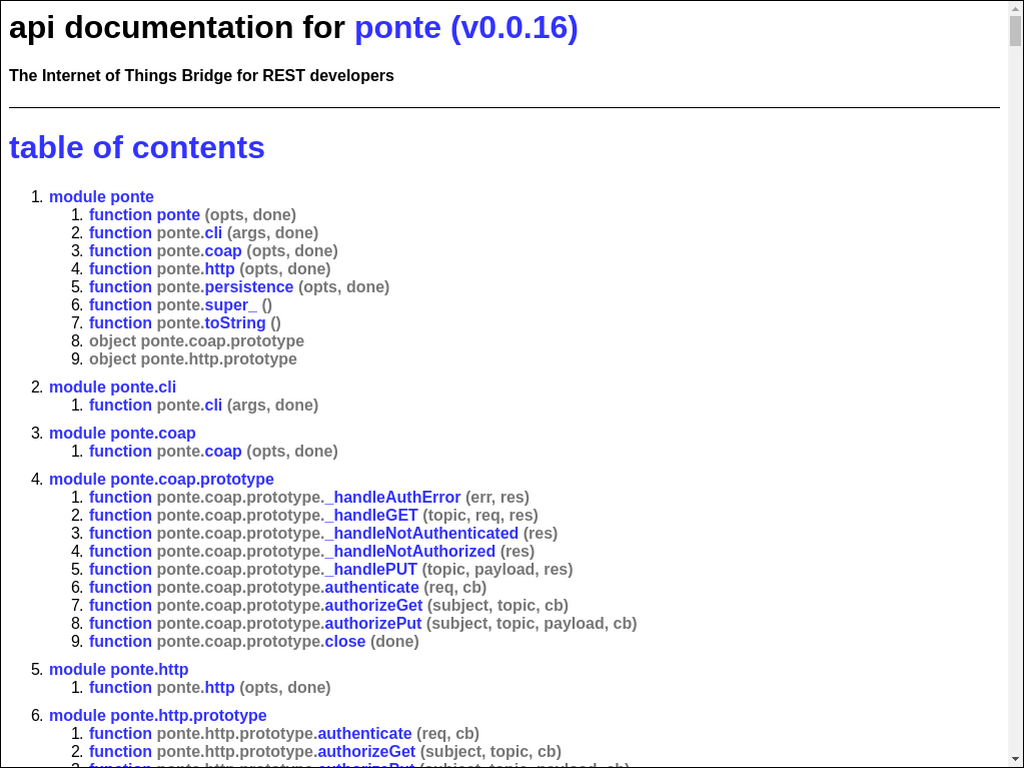 api documentation for ponte (v0.0.16)
The Internet of Things Bridge for REST developers
table of contents
1. module ponte
1. function ponte (opts, done)
2. function ponte.cli (args, done)
3. function ponte.coap (opts, done)
4. function ponte.http (opts, done)
5. function ponte.persistence (opts, done)
6. function ponte.super_ ()
7. function ponte.toString ()
8. object ponte.coap.prototype
9. object ponte.http.prototype
2. module ponte.cli
1. function ponte.cli (args, done)
3. module ponte.coap
1. function ponte.coap (opts, done)
4. module ponte.coap.prototype
1. function ponte.coap.prototype._handleAuthError (err, res)
2. function ponte.coap.prototype._handleGET (topic, req, res)
3. function ponte.coap.prototype._handleNotAuthenticated (res)
4. function ponte.coap.prototype._handleNotAuthorized (res)
5. function ponte.coap.prototype._handlePUT (topic, payload, res)
6. function ponte.coap.prototype.authenticate (req, cb)
7. function ponte.coap.prototype.authorizeGet (subject, topic, cb)
8. function ponte.coap.prototype.authorizePut (subject, topic, payload, cb)
9. function ponte.coap.prototype.close (done)
5. module ponte.http
1. function ponte.http (opts, done)
6. module ponte.http.prototype
1. function ponte.http.prototype.authenticate (req, cb)
2. function ponte.http.prototype.authorizeGet (subject, topic, cb)
3. function ponte.http.prototype.authorizePut (subject, topic, payload, cb)